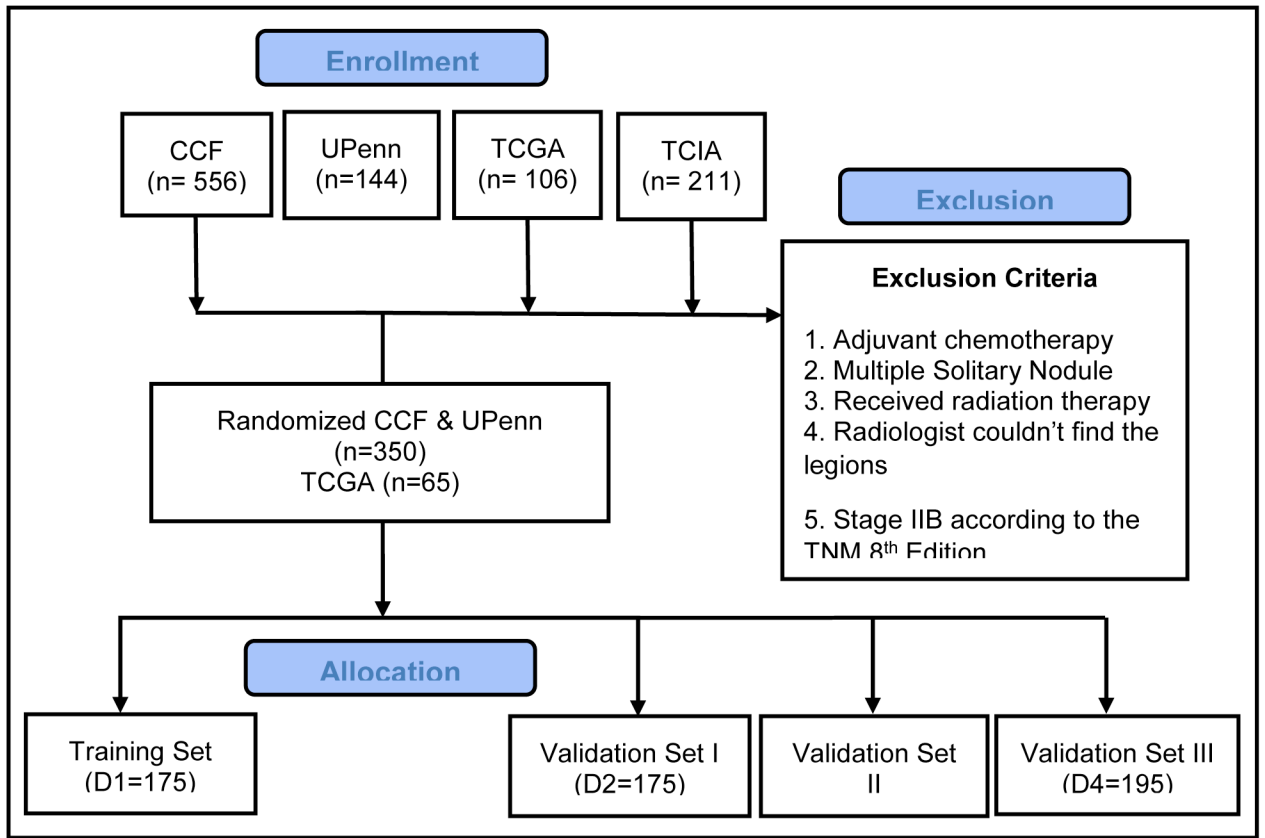 Enrollment
CCF
(n= 556)
UPenn
(n=144)
TCGA
(n= 106)
TCIA
(n= 211)
Exclusion
Exclusion Criteria
1. Adjuvant chemotherapy
2. Multiple Solitary Nodule
3. Received radiation therapy
4. Radiologist couldn’t find the
legions
5. Stage IIB according to the
TNM 8th Edition
Randomized CCF & UPenn
(n=350)
TCGA (n=65)
Allocation
Training Set
(D1=175)
Validation Set I
(D2=175)
Validation Set
II
Validation Set III
(D4=195)